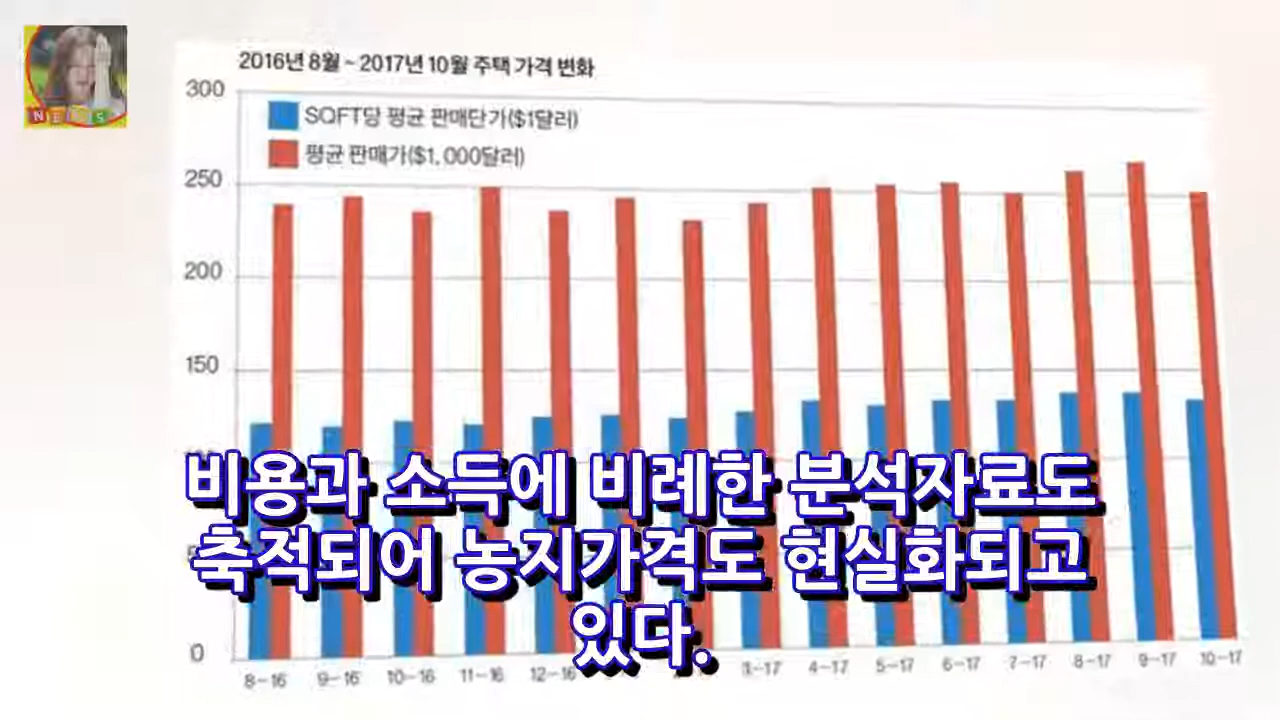 NEWS
2016년 8월 ~ 2017년 10월 주택 가격 변화
300
SQFT당 평균 판매단가($1달러)
평균 판매가($1,000달러)
250
200
150
비용과 소득에 비례한 분석자료도
축적되어 농지가격도 현실화되고
있다.
0
8-16 9-16 10-16 11-16 12-16 3-17 4-17 5-17 6-17 7-17 8-17 9-17 10-17